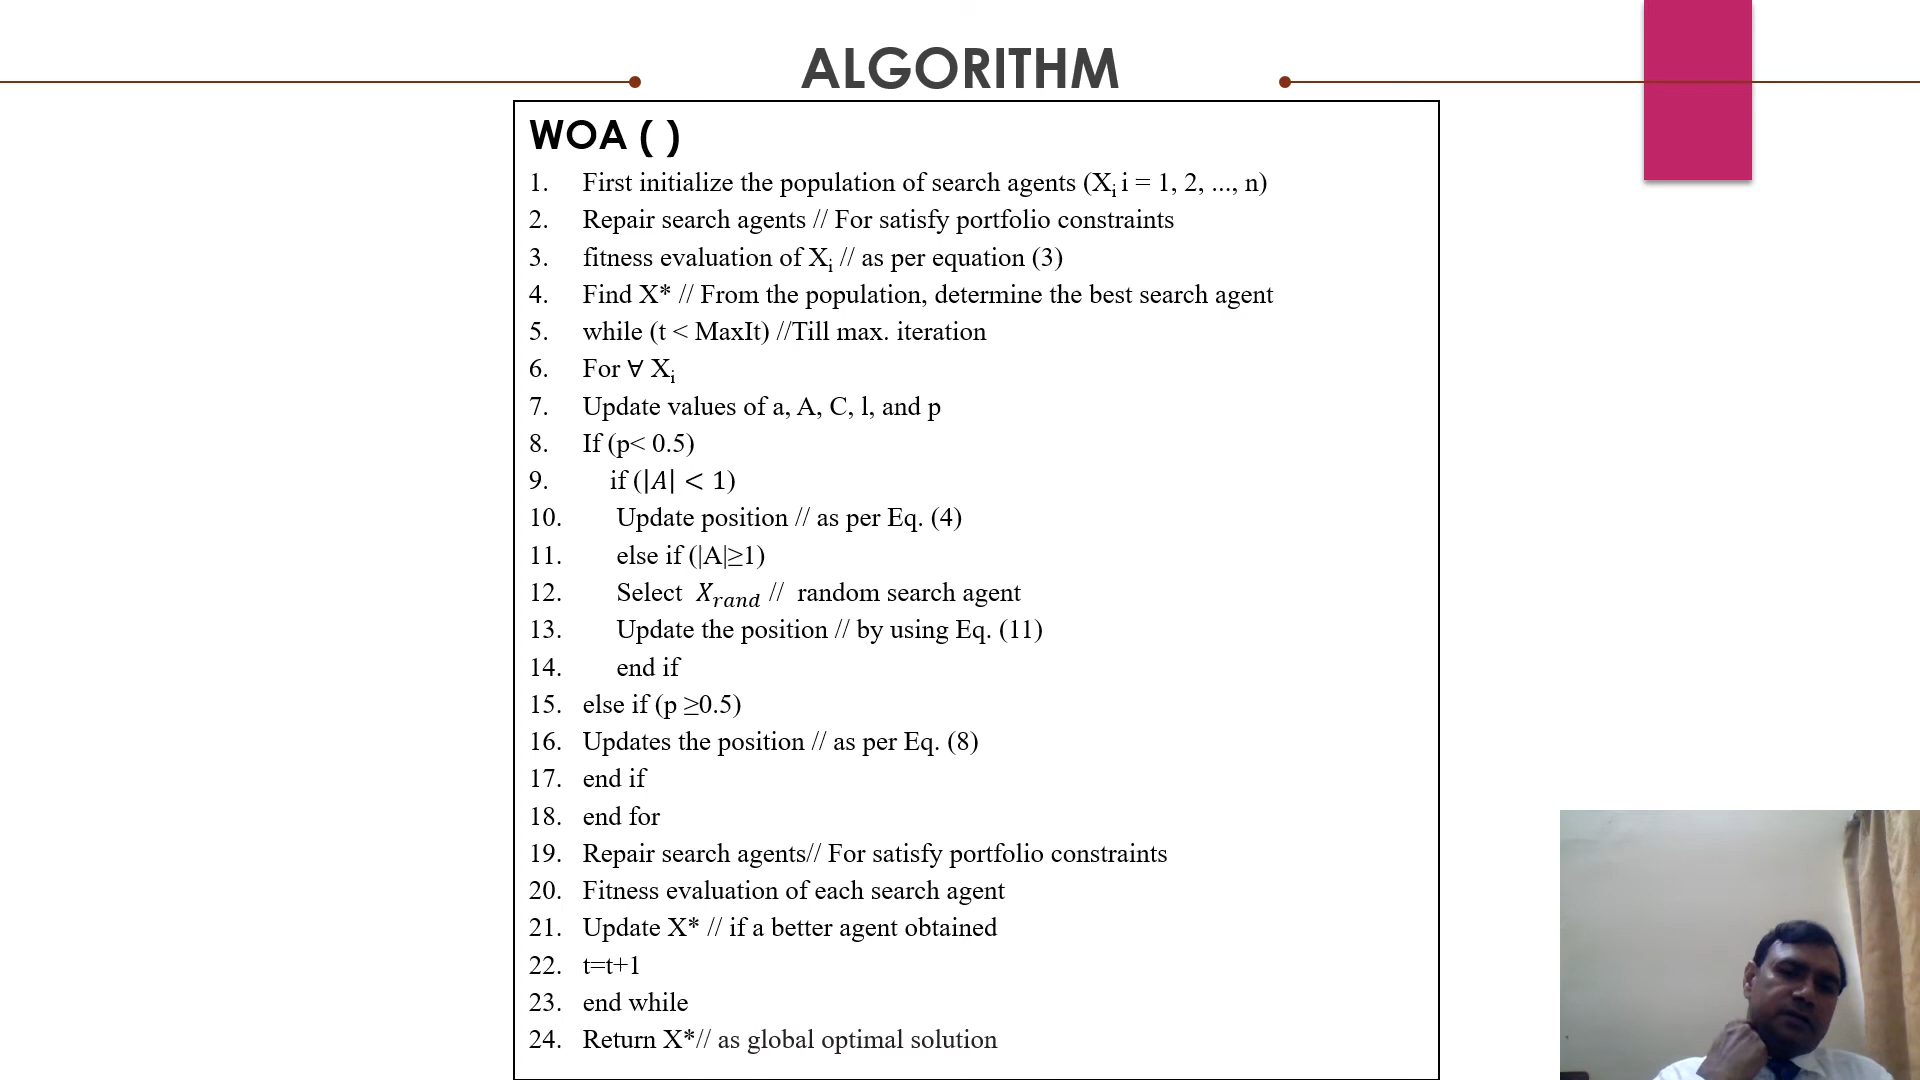 ALGORITHM
WOA ( )
1. First initialize the population of search agents (Xi i = 1, 2, ..., n)
2. Repair search agents // For satisfy portfolio constraints
3. fitness evaluation of Xi // as per equation (3)
4. Find X* // From the population, determine the best search agent
5. while (t < MaxIt) //Till max. iteration
6. For ∀ Xi
7. Update values of a, A, C, l, and p
8. If (p< 0.5)
9. if (|A| < 1)
10. Update position // as per Eq. (4)
11. else if (|A|≥1)
12. Select Xrand // random search agent
13. Update the position // by using Eq. (11)
14. end if
15. else if (p ≥0.5)
16. Updates the position // as per Eq. (8)
17. end if
18. end for
19. Repair search agents// For satisfy portfolio constraints
20. Fitness evaluation of each search agent
21. Update X* // if a better agent obtained
22. t=t+1
23. end while
24. Return X*// as global optimal solution